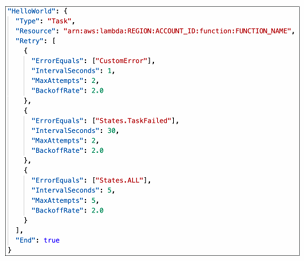 "HelloWorld": {
  "Type": "Task",
  "Resource": "arn:aws:lambda:REGION:ACCOUNT_ID:function:FUNCTION_NAME",
  "Retry": [
    {
      "ErrorEquals": ["CustomError"],
      "IntervalSeconds": 1,
      "MaxAttempts": 2,
      "BackoffRate": 2.0
    },
    {
      "ErrorEquals": ["States.TaskFailed"],
      "IntervalSeconds": 30,
      "MaxAttempts": 2,
      "BackoffRate": 2.0
    },
    {
      "ErrorEquals": ["States.ALL"],
      "IntervalSeconds": 5,
      "MaxAttempts": 5,
      "BackoffRate": 2.0
    }
  ],
  "End": true
}